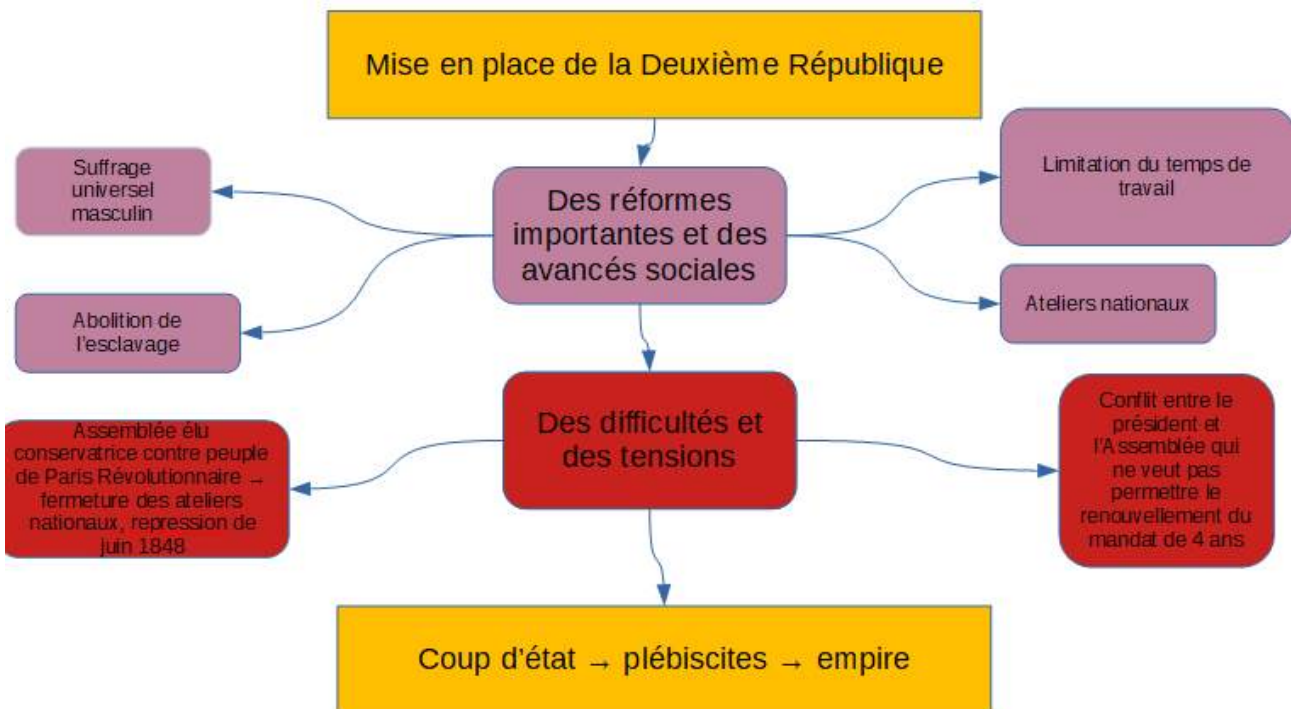 Mise en place de la Deuxième République
Suffrage
universel
masculin
Des réformes
importantes et des
avancés sociales
Limitation du temps de
travail
Abolition de
l'esclavage
Ateliers nationaux
Assemblée élu
conservatrice contre peuple
de Paris Révolutionnaire →
fermeture des ateliers
nationaux, repression de
juin 1848
Des difficultés et
des tensions
Conflit entre le
président et
l'Assemblée qui
ne veut pas
permettre le
renouvellement du
mandat de 4 ans
Coup d'état → plébiscites → empire